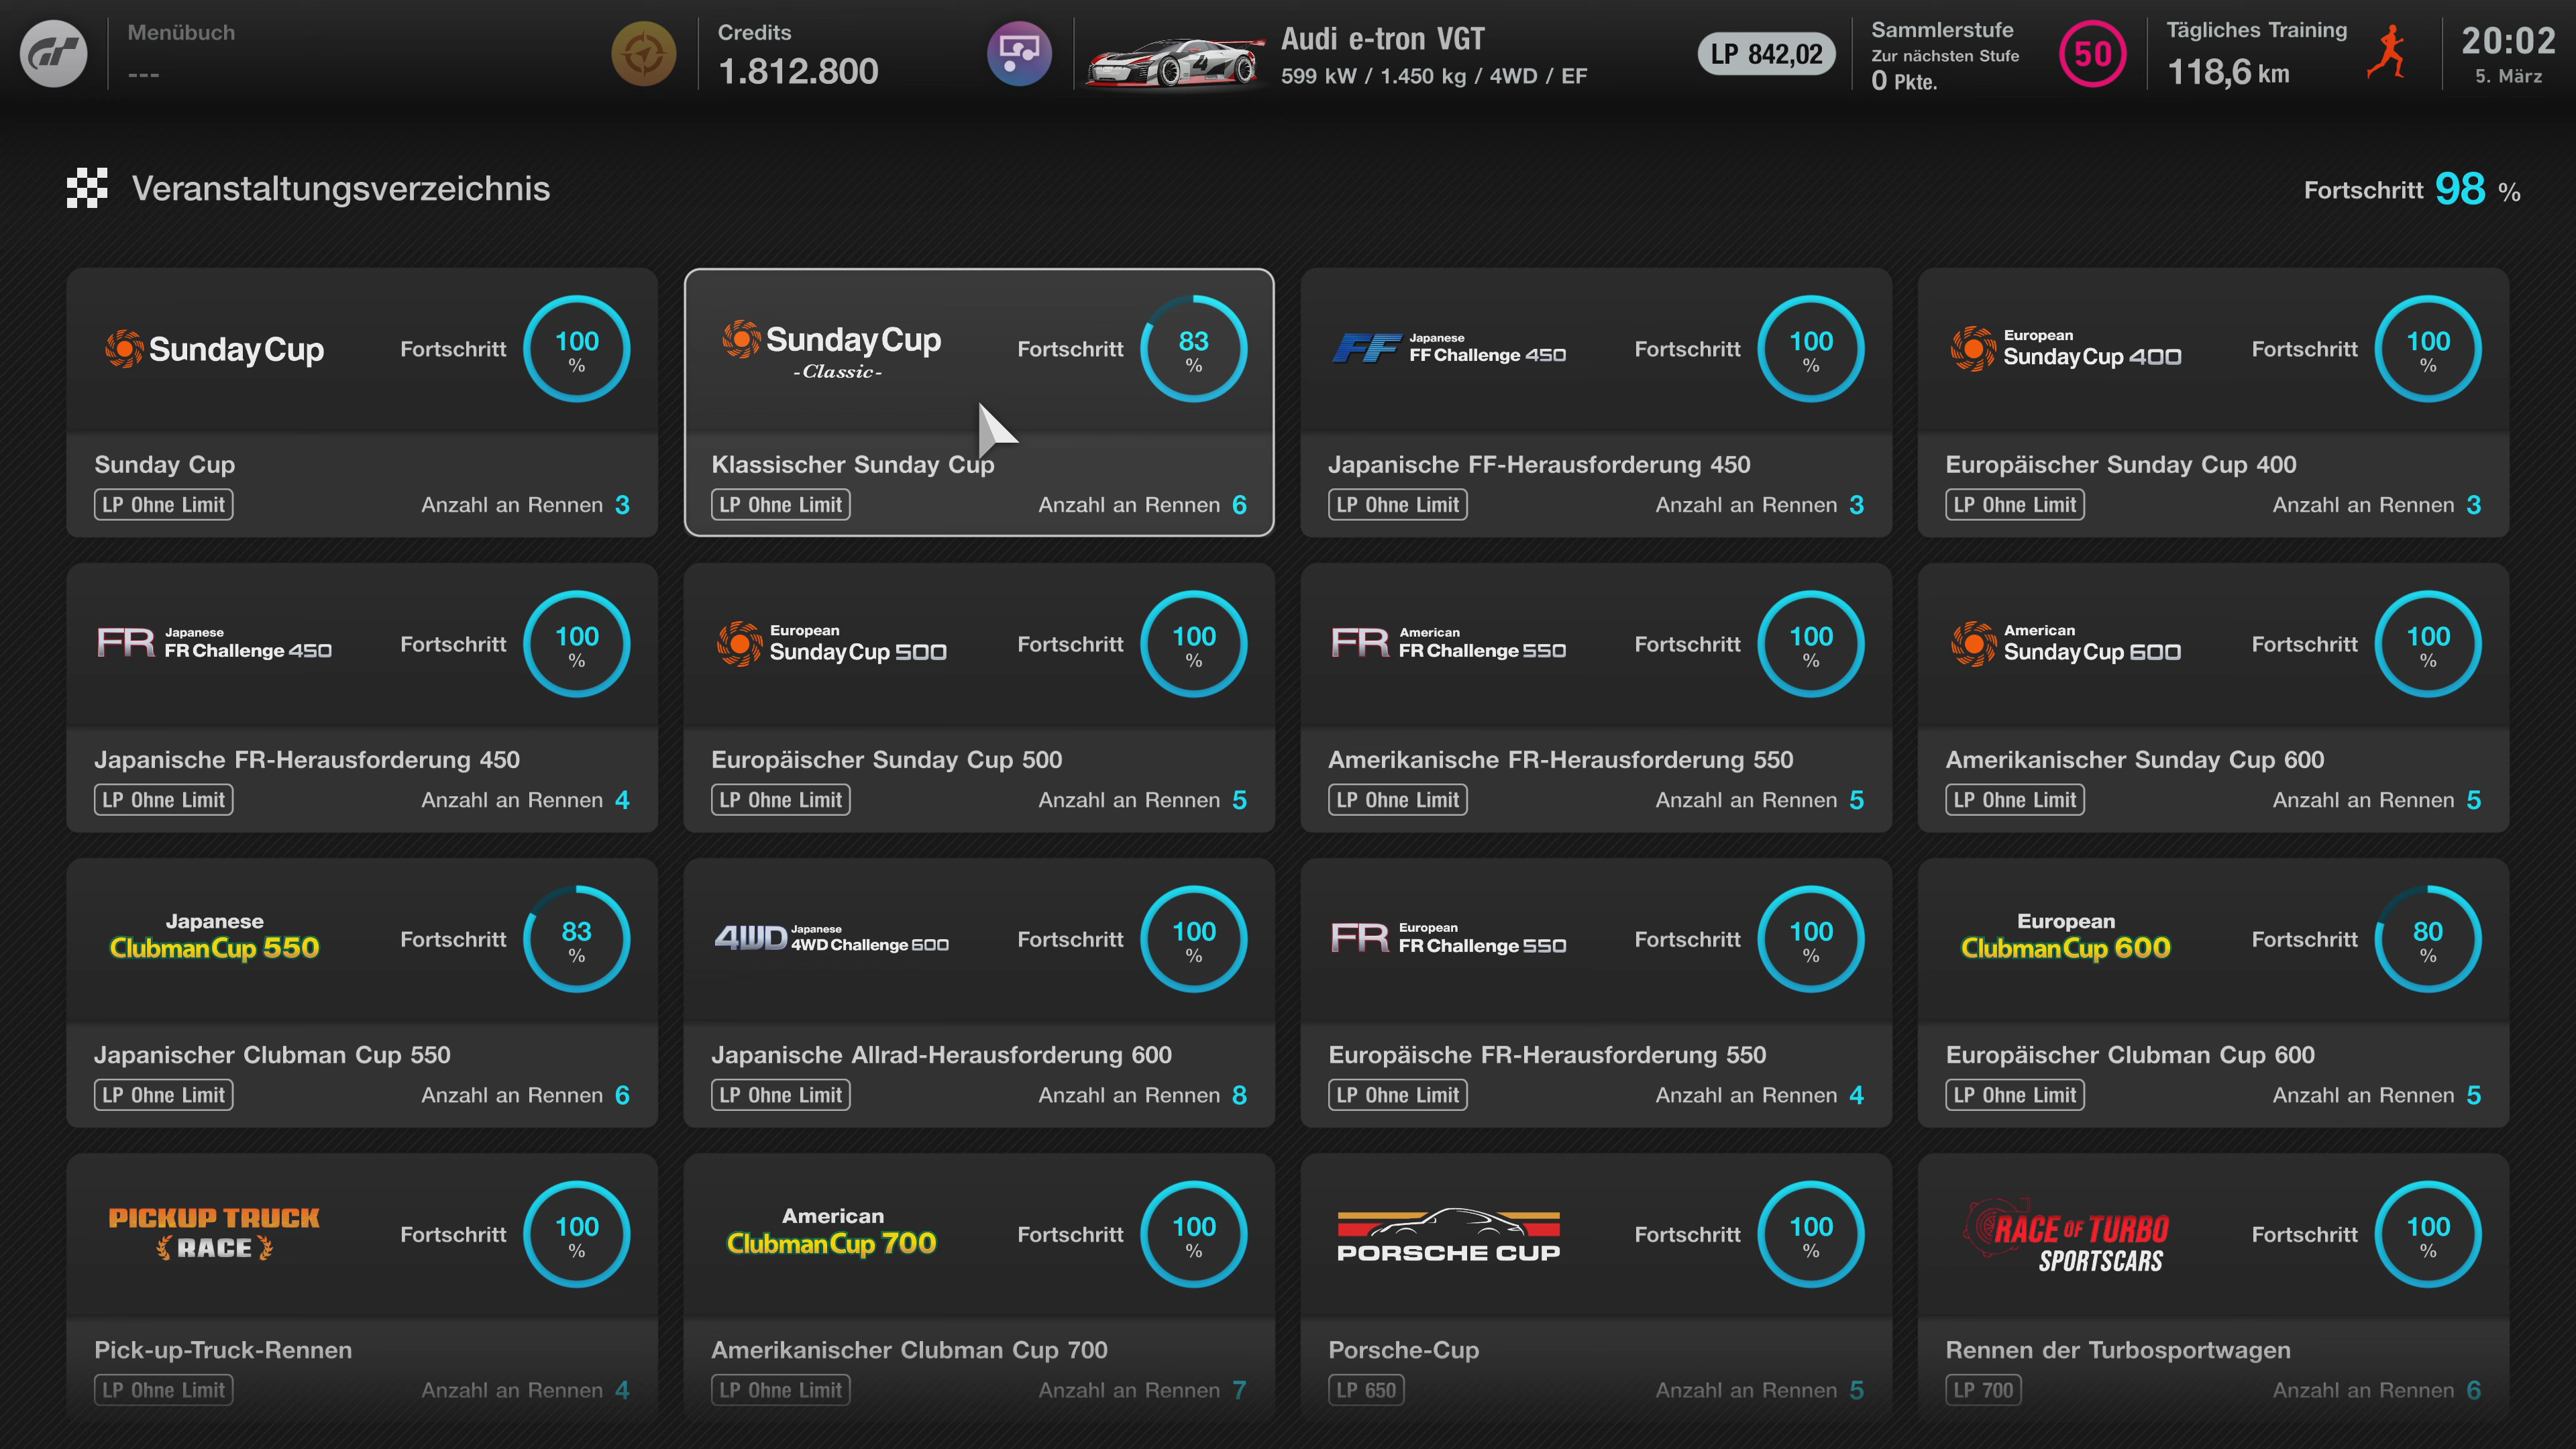 Menübuch
---
Credits
1.812.800
Audi e-tron VGT
599 kW / 1.450 kg / 4WD / EF
LP 842,02
Sammlerstufe
Zur nächsten Stufe
0 Pkte.
50
Tägliches Training
118,6 km
20:02
5. März
Veranstaltungsverzeichnis
Fortschritt 98 %
Sunday Cup
Fortschritt 100 %
Sunday Cup
LP Ohne Limit
Anzahl an Rennen 3
Sunday Cup
-Classic-
Fortschritt 83 %
Klassischer Sunday Cup
LP Ohne Limit
Anzahl an Rennen 6
FF Japanese
FF Challenge 450
Fortschritt 100 %
Japanische FF-Herausforderung 450
LP Ohne Limit
Anzahl an Rennen 3
European
Sunday Cup 400
Fortschritt 100 %
Europäischer Sunday Cup 400
LP Ohne Limit
Anzahl an Rennen 3
FR Japanese
FR Challenge 450
Fortschritt 100 %
Japanische FR-Herausforderung 450
LP Ohne Limit
Anzahl an Rennen 4
European
Sunday Cup 500
Fortschritt 100 %
Europäischer Sunday Cup 500
LP Ohne Limit
Anzahl an Rennen 5
FR American
FR Challenge 550
Fortschritt 100 %
Amerikanische FR-Herausforderung 550
LP Ohne Limit
Anzahl an Rennen 5
American
Sunday Cup 600
Fortschritt 100 %
Amerikanischer Sunday Cup 600
LP Ohne Limit
Anzahl an Rennen 5
Japanese
Clubman Cup 550
Fortschritt 83 %
Japanischer Clubman Cup 550
LP Ohne Limit
Anzahl an Rennen 6
4WD Japanese
4WD Challenge 600
Fortschritt 100 %
Japanische Allrad-Herausforderung 600
LP Ohne Limit
Anzahl an Rennen 8
FR European
FR Challenge 550
Fortschritt 100 %
Europäische FR-Herausforderung 550
LP Ohne Limit
Anzahl an Rennen 4
European
Clubman Cup 600
Fortschritt 80 %
Europäischer Clubman Cup 600
LP Ohne Limit
Anzahl an Rennen 5
PICKUP TRUCK
RACE
Fortschritt 100 %
Pick-up-Truck-Rennen
LP Ohne Limit
Anzahl an Rennen 4
American
Clubman Cup 700
Fortschritt 100 %
Amerikanischer Clubman Cup 700
LP Ohne Limit
Anzahl an Rennen 7
PORSCHE CUP
Fortschritt 100 %
Porsche-Cup
LP 650
Anzahl an Rennen 5
RACE OF TURBO
SPORTSCARS
Fortschritt 100 %
Rennen der Turbosportwagen
LP 700
Anzahl an Rennen 6